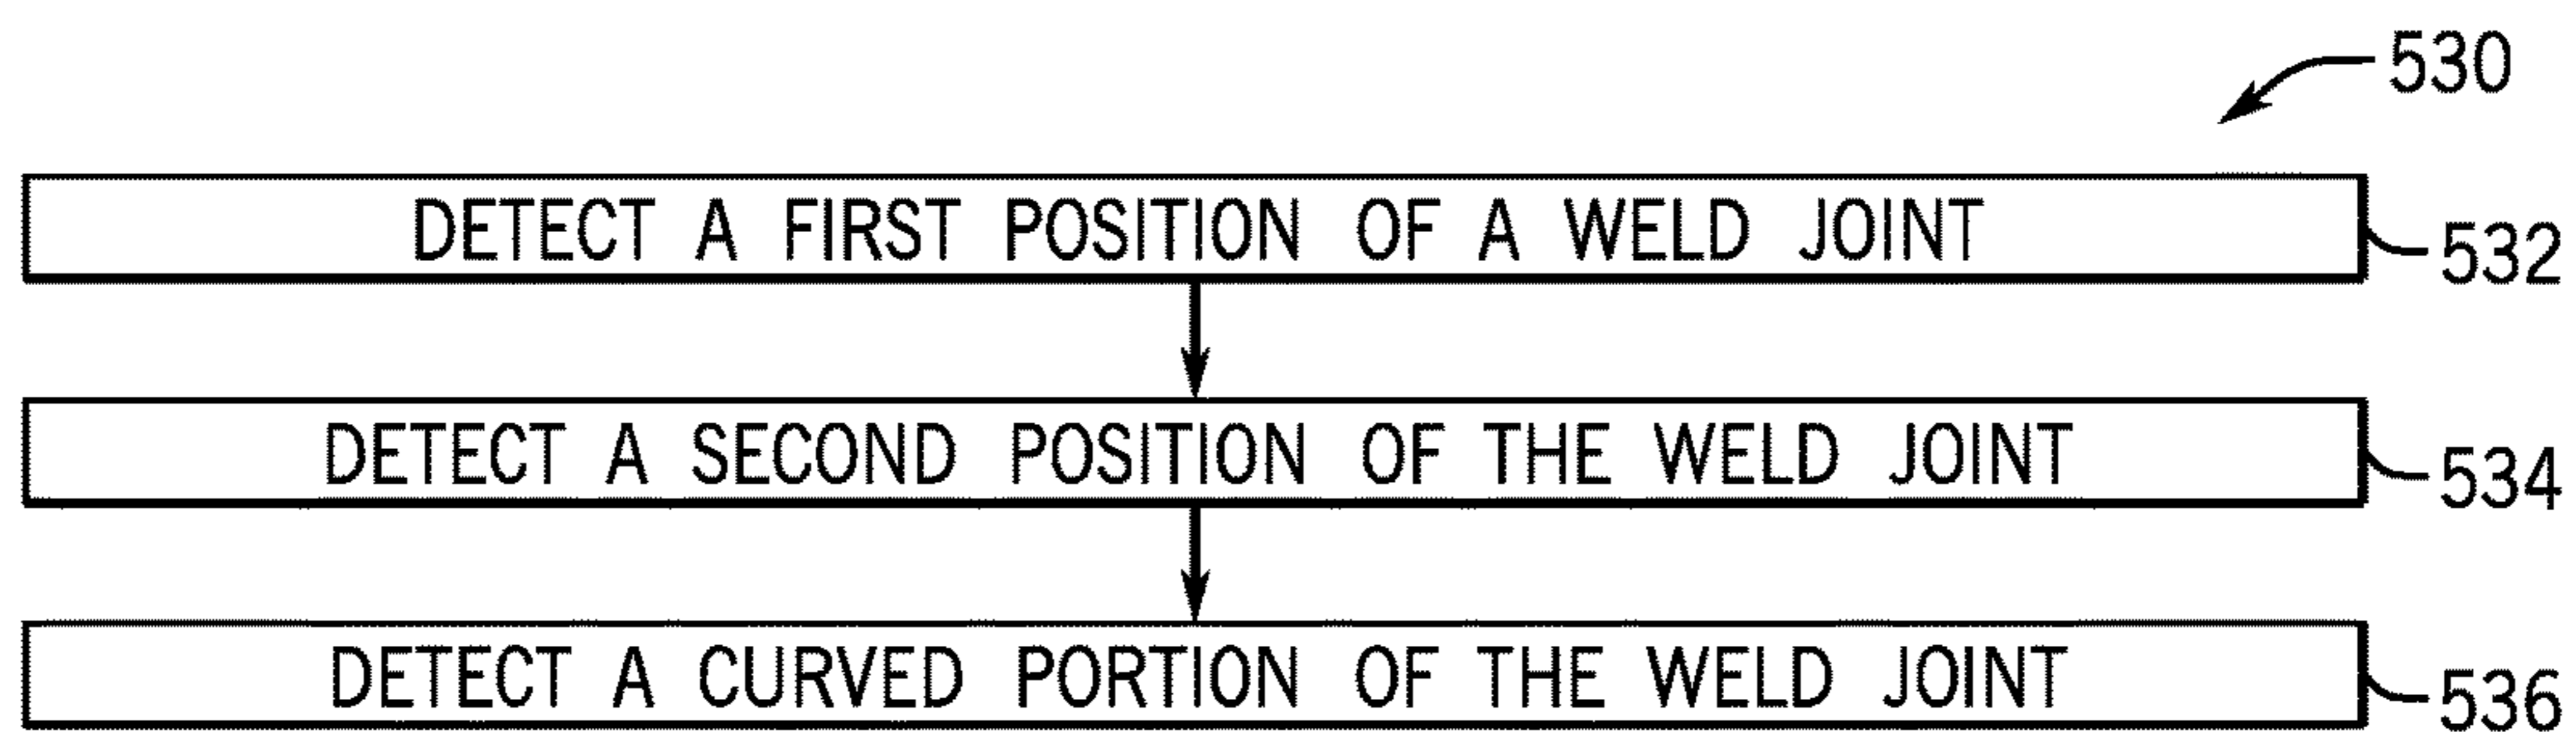 530
DETECT A FIRST POSITION OF A WELD JOINT
532
DETECT A SECOND POSITION OF THE WELD JOINT
534
DETECT A CURVED PORTION OF THE WELD JOINT
536